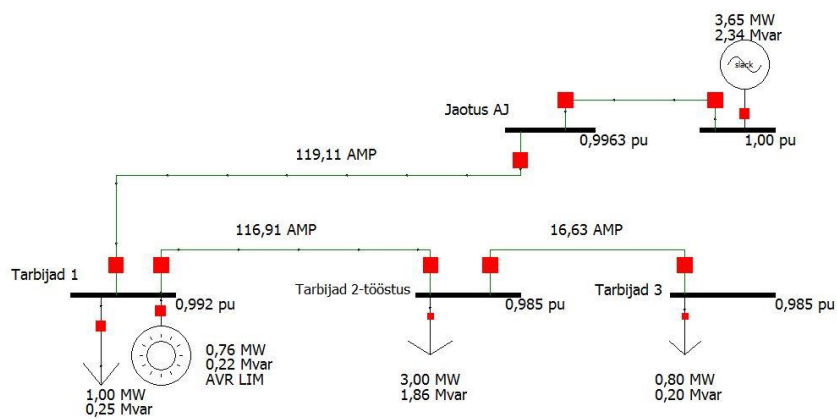 3,65 MW
2,34 Mvar
slack
Jaotus AJ
0,9963 pu
1,00 pu
119,11 AMP
116,91 AMP
16,63 AMP
Tarbijad 1
0,992 pu
Tarbijad 2-tööstus
0,985 pu
Tarbijad 3
0,985 pu
0,76 MW
0,22 Mvar
AVR LIM
1,00 MW
0,25 Mvar
3,00 MW
1,86 Mvar
0,80 MW
0,20 Mvar